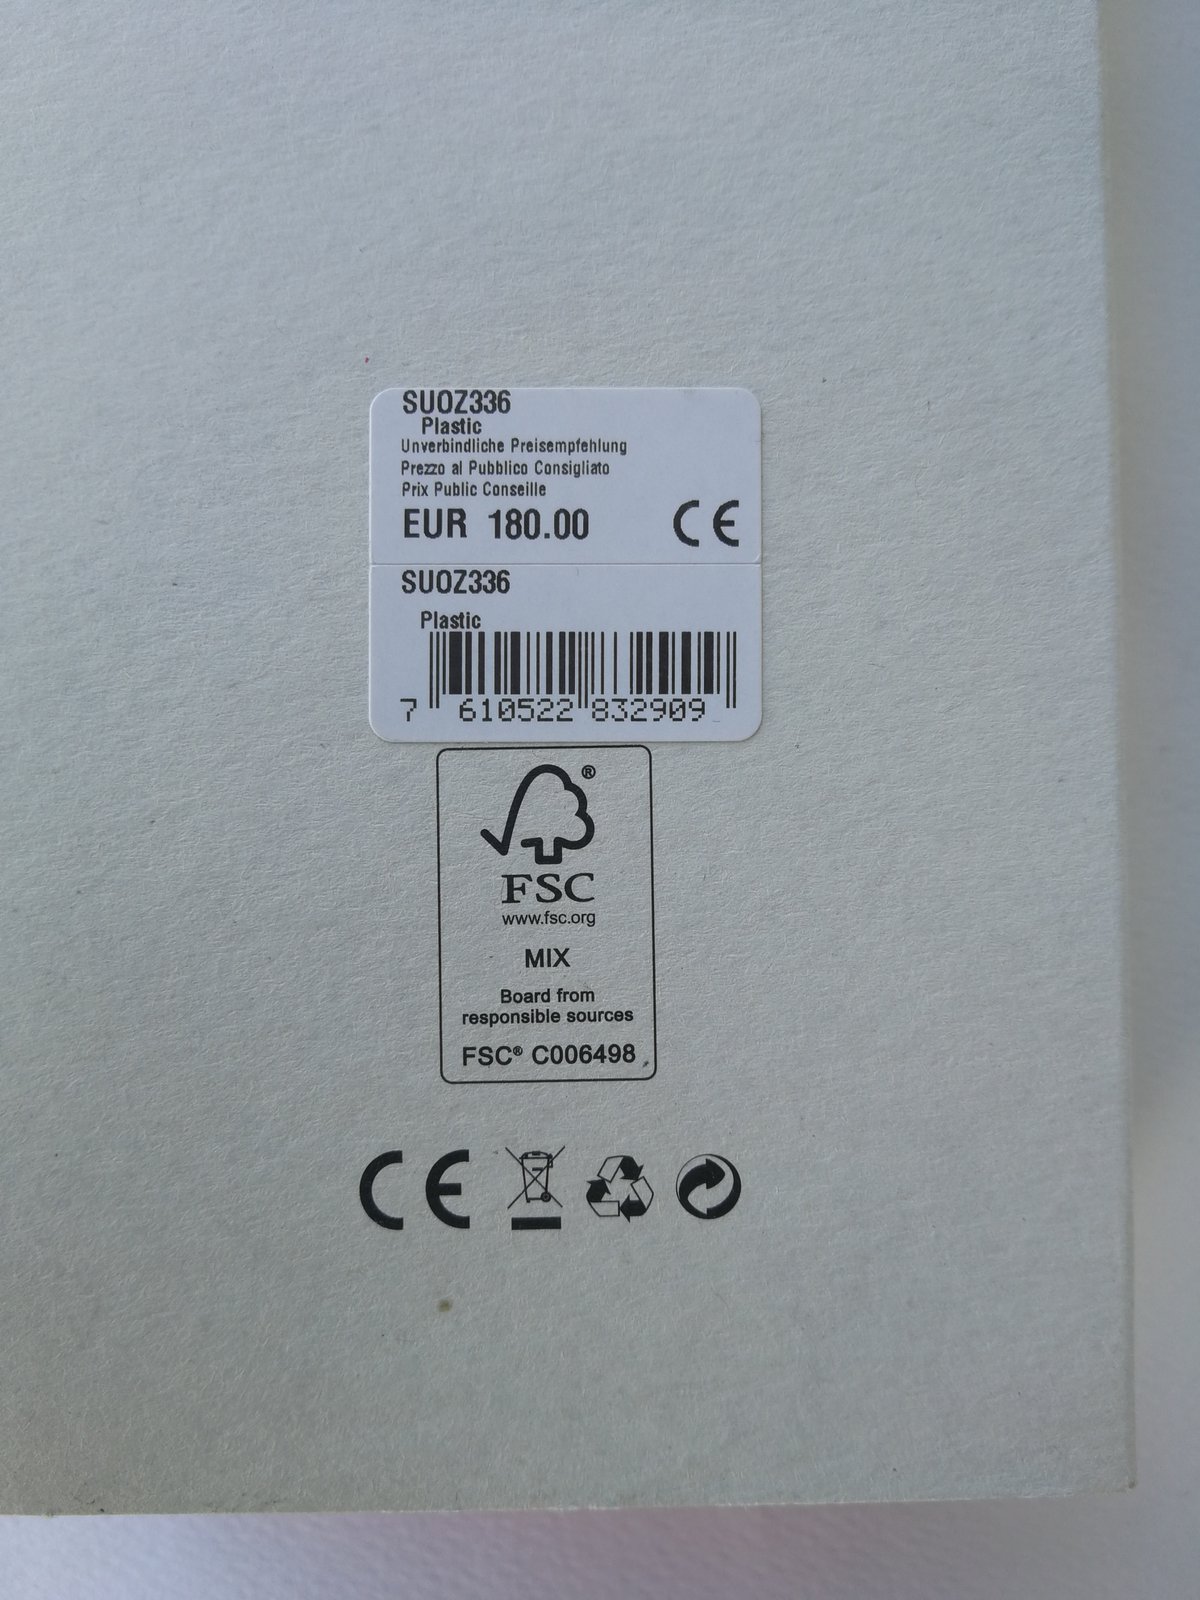 SUOZ336
Plastic
Unverbindliche Preisempfehlung
Prezzo al Pubblico Consigliato
Prix Public Conseille
EUR 180.00 CE
SUOZ336
Plastic
7 610522 832909
®
FSC
www.fsc.org
MIX
Board from
responsible sources
FSC® C006498
CE